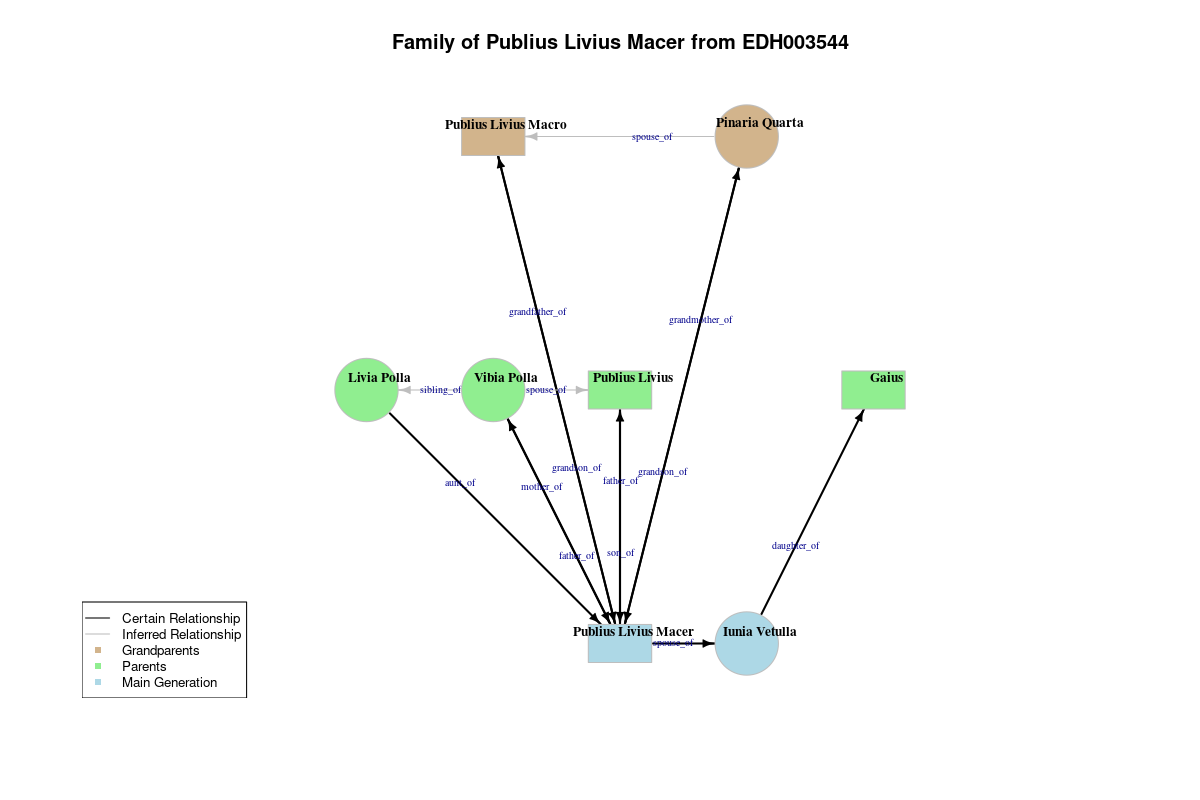 Family of Publius Livius Macer from EDH003544
Publius Livius Macro
Pinaria Quarta
spouse_of
grandfather_of
grandmother_of
Livia Polla
Vibia Polla
Publius Livius
Gaius
sibling_of
spouse_of
grandson_of
grandson_of
aunt_of
mother_of
father_of
father_of
son_of
daughter_of
Publius Livius Macer
Iunia Vetulla
spouse_of
Certain Relationship
Inferred Relationship
Grandparents
Parents
Main Generation